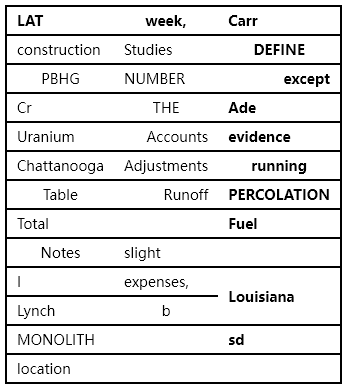 LAT week, Carr
construction Studies DEFINE
PBHG NUMBER except
Cr THE Ade
Uranium Accounts evidence
Chattanooga Adjustments running
Table Runoff PERCOLATION
Total Fuel
Notes slight
I expenses, Louisiana
Lynch b
MONOLITH sd
location